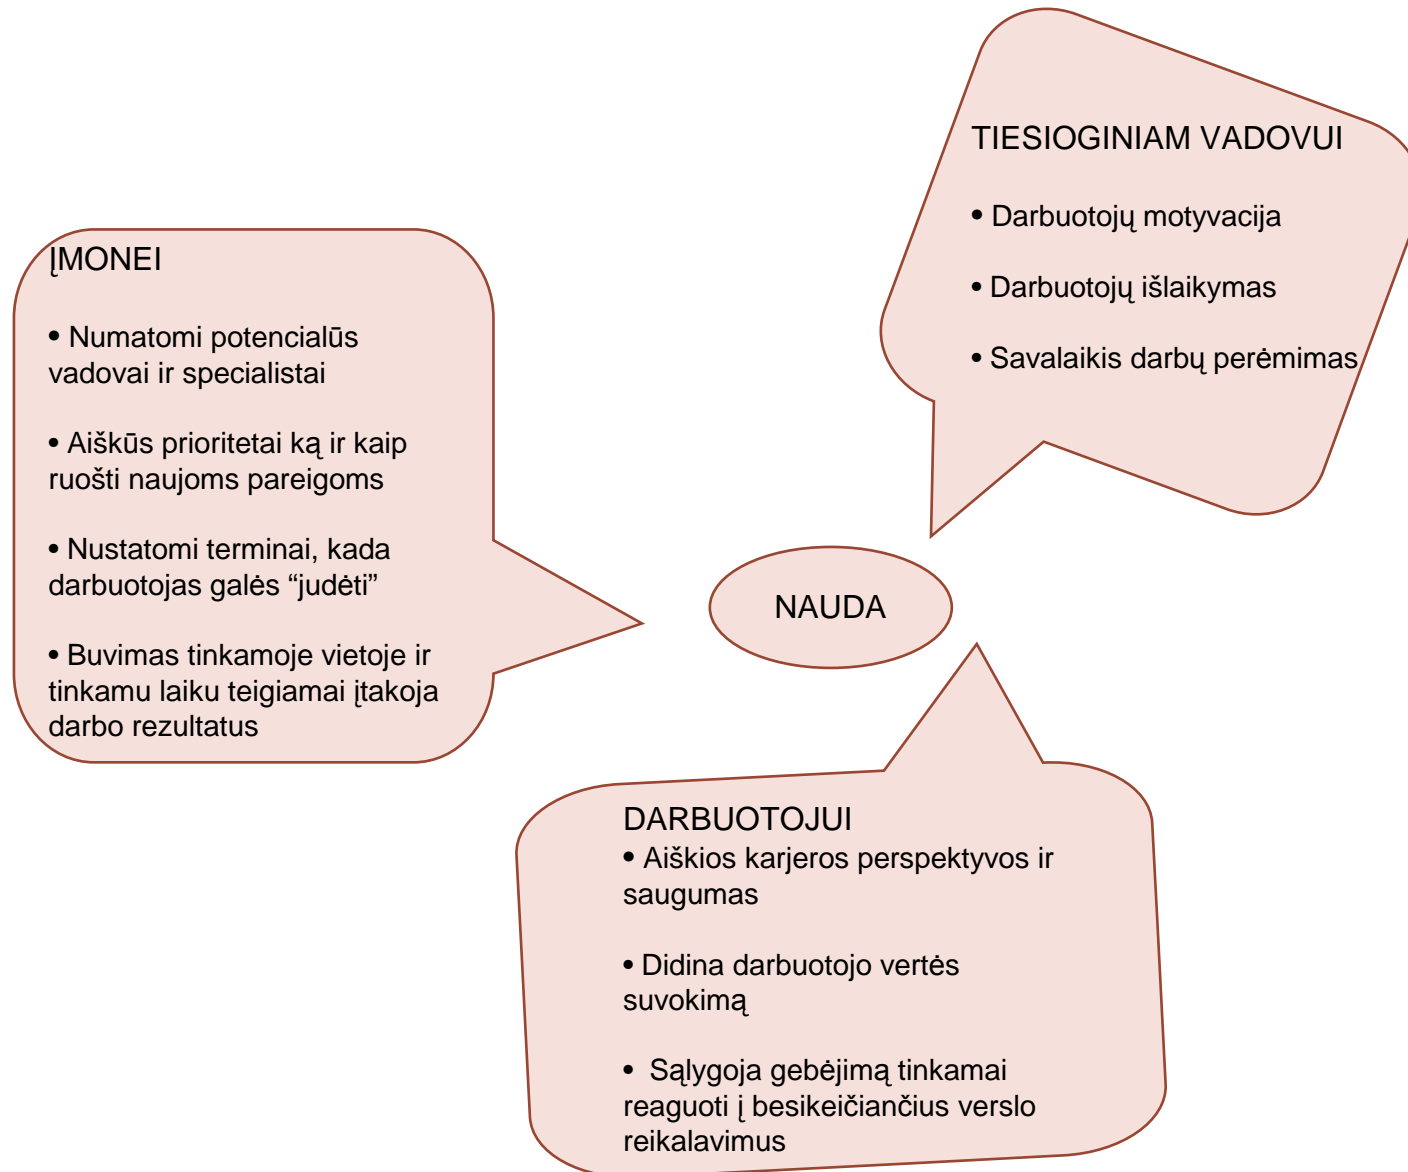 TIESIOGINIAM VADOVUI
• Darbuotojų motyvacija
• Darbuotojų išlaikymas
• Savalaikis darbų perėmimas
ĮMONEI
• Numatomi potencialūs
vadovai ir specialistai
• Aiškūs prioritetai ką ir kaip
ruošti naujoms pareigoms
• Nustatomi terminai, kada
darbuotojas galės “judėti”
• Buvimas tinkamoje vietoje ir
tinkamu laiku teigiamai įtakoja
darbo rezultatus
NAUDA
DARBUOTOJUI
• Aiškios karjeros perspektyvos ir
saugumas
• Didina darbuotojo vertės
suvokimą
• Sąlygoja gebėjimą tinkamai
reaguoti į besikeičiančius verslo
reikalavimus